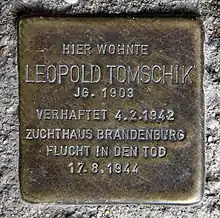 HIER WOHNTE
LEOPOLD TOMSCHIK
JG. 1903
VERHAFTET 4.2.1942
ZUCHTHAUS BRANDENBURG
FLUCHT IN DEN TOD
17.8.1944